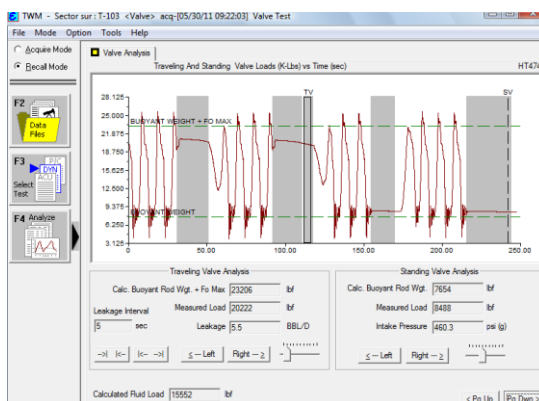 TWM - Sector sur : T-103 <Valve> acq-[05/30/11 09:22:03] Valve Test
File Mode Option Tools Help
Acquire Mode
Recall Mode
F2
Data
Files
F3
Select
Test
F4 Analyze
Valve Analysis
Traveling And Standing Valve Loads (K-Lbs) vs Time (sec)
HT474
TV
SV
28.125
25.000
21.875
18.750
15.625
12.500
9.375
6.250
3.125
BUOYANT WEIGHT + FO MAX
BUOYANT WEIGHT
0
50.00
100.00
150.00
200.00
250.00
Traveling Valve Analysis
Calc. Buoyant Rod Wgt. + Fo Max 23206 lbf
Leakage Interval
Measured Load 20222 lbf
5 sec
Leakage 5.5 BBL/D
< -- Left
Right -- >
Standing Valve Analysis
Calc. Buoyant Rod Wgt. 7654 lbf
Measured Load 8488 lbf
Intake Pressure 460.3 psi (g)
< -- Left
Right -- >
Calculated Fluid Load 15552 lbf
< Pg Up
Pg Dwn >